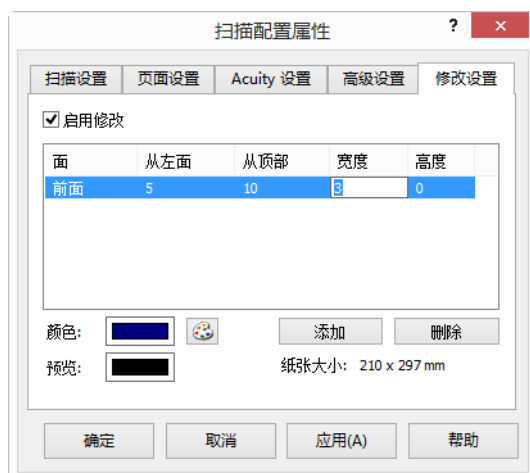 扫描配置属性 ?
扫描设置 页面设置 Acuity 设置 高级设置 修改设置
启用修改
面 从左面 从顶部 宽度 高度
前面 5 10 3 0
颜色: 添加 删除
预览: 纸张大小: 210 x 297 mm
确定 取消 应用(A) 帮助